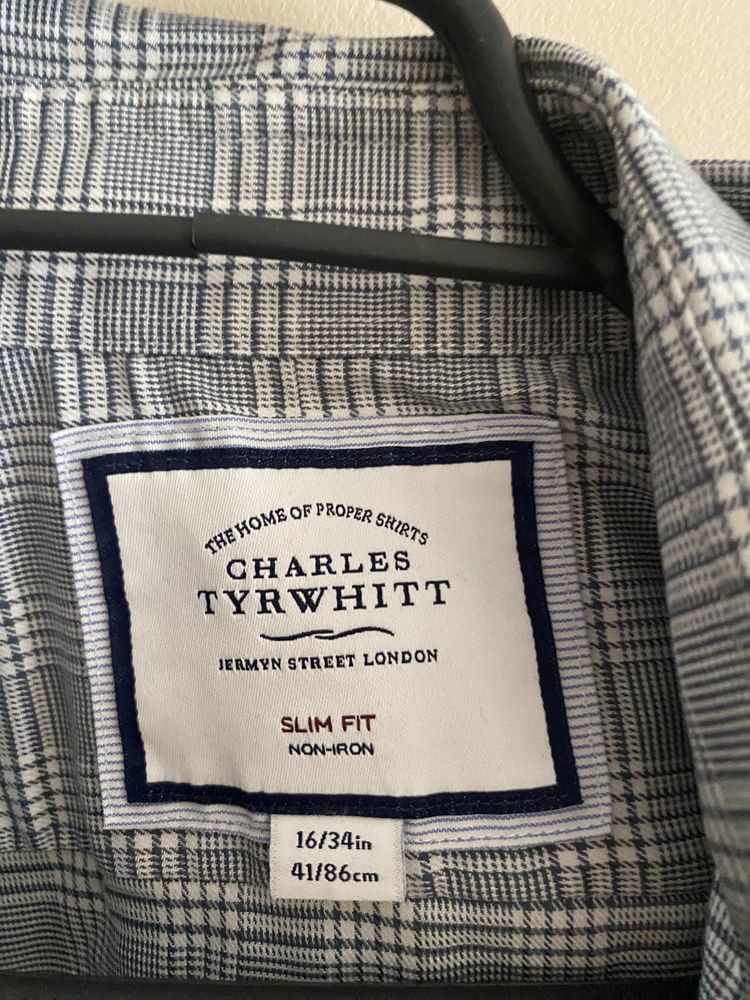 THE HOME OF PROPER SHIRTS
CHARLES
TYRWHITT
JERMYN STREET LONDON
SLIM FIT
NON-IRON
16/34in
41/86cm